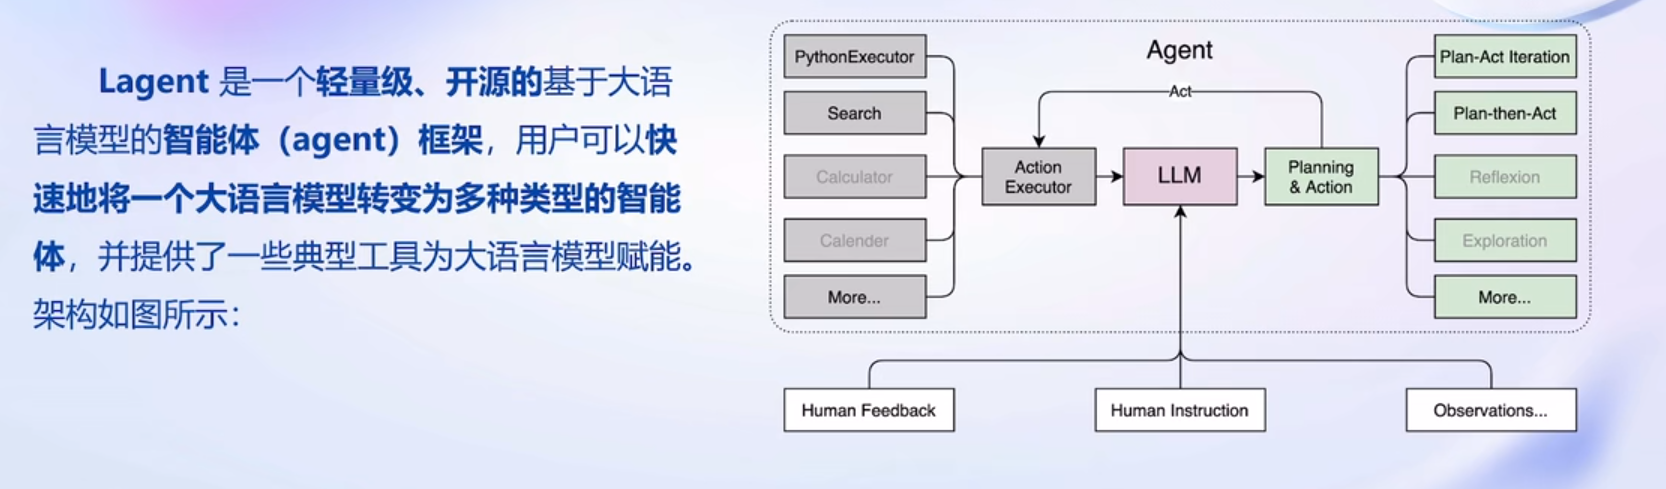 Lagent 是一个轻量级、开源的基于大语
言模型的智能体（agent）框架，用户可以快
速地将一个大语言模型转变为多种类型的智能
体，并提供了一些典型工具为大语言模型赋能。
架构如图所示：
Agent
Act
PythonExecutor
Search
Calculator
Calender
More...
Action
Executor
LLM
Planning
& Action
Plan-Act Iteration
Plan-then-Act
Reflexion
Exploration
More...
Human Feedback
Human Instruction
Observations...